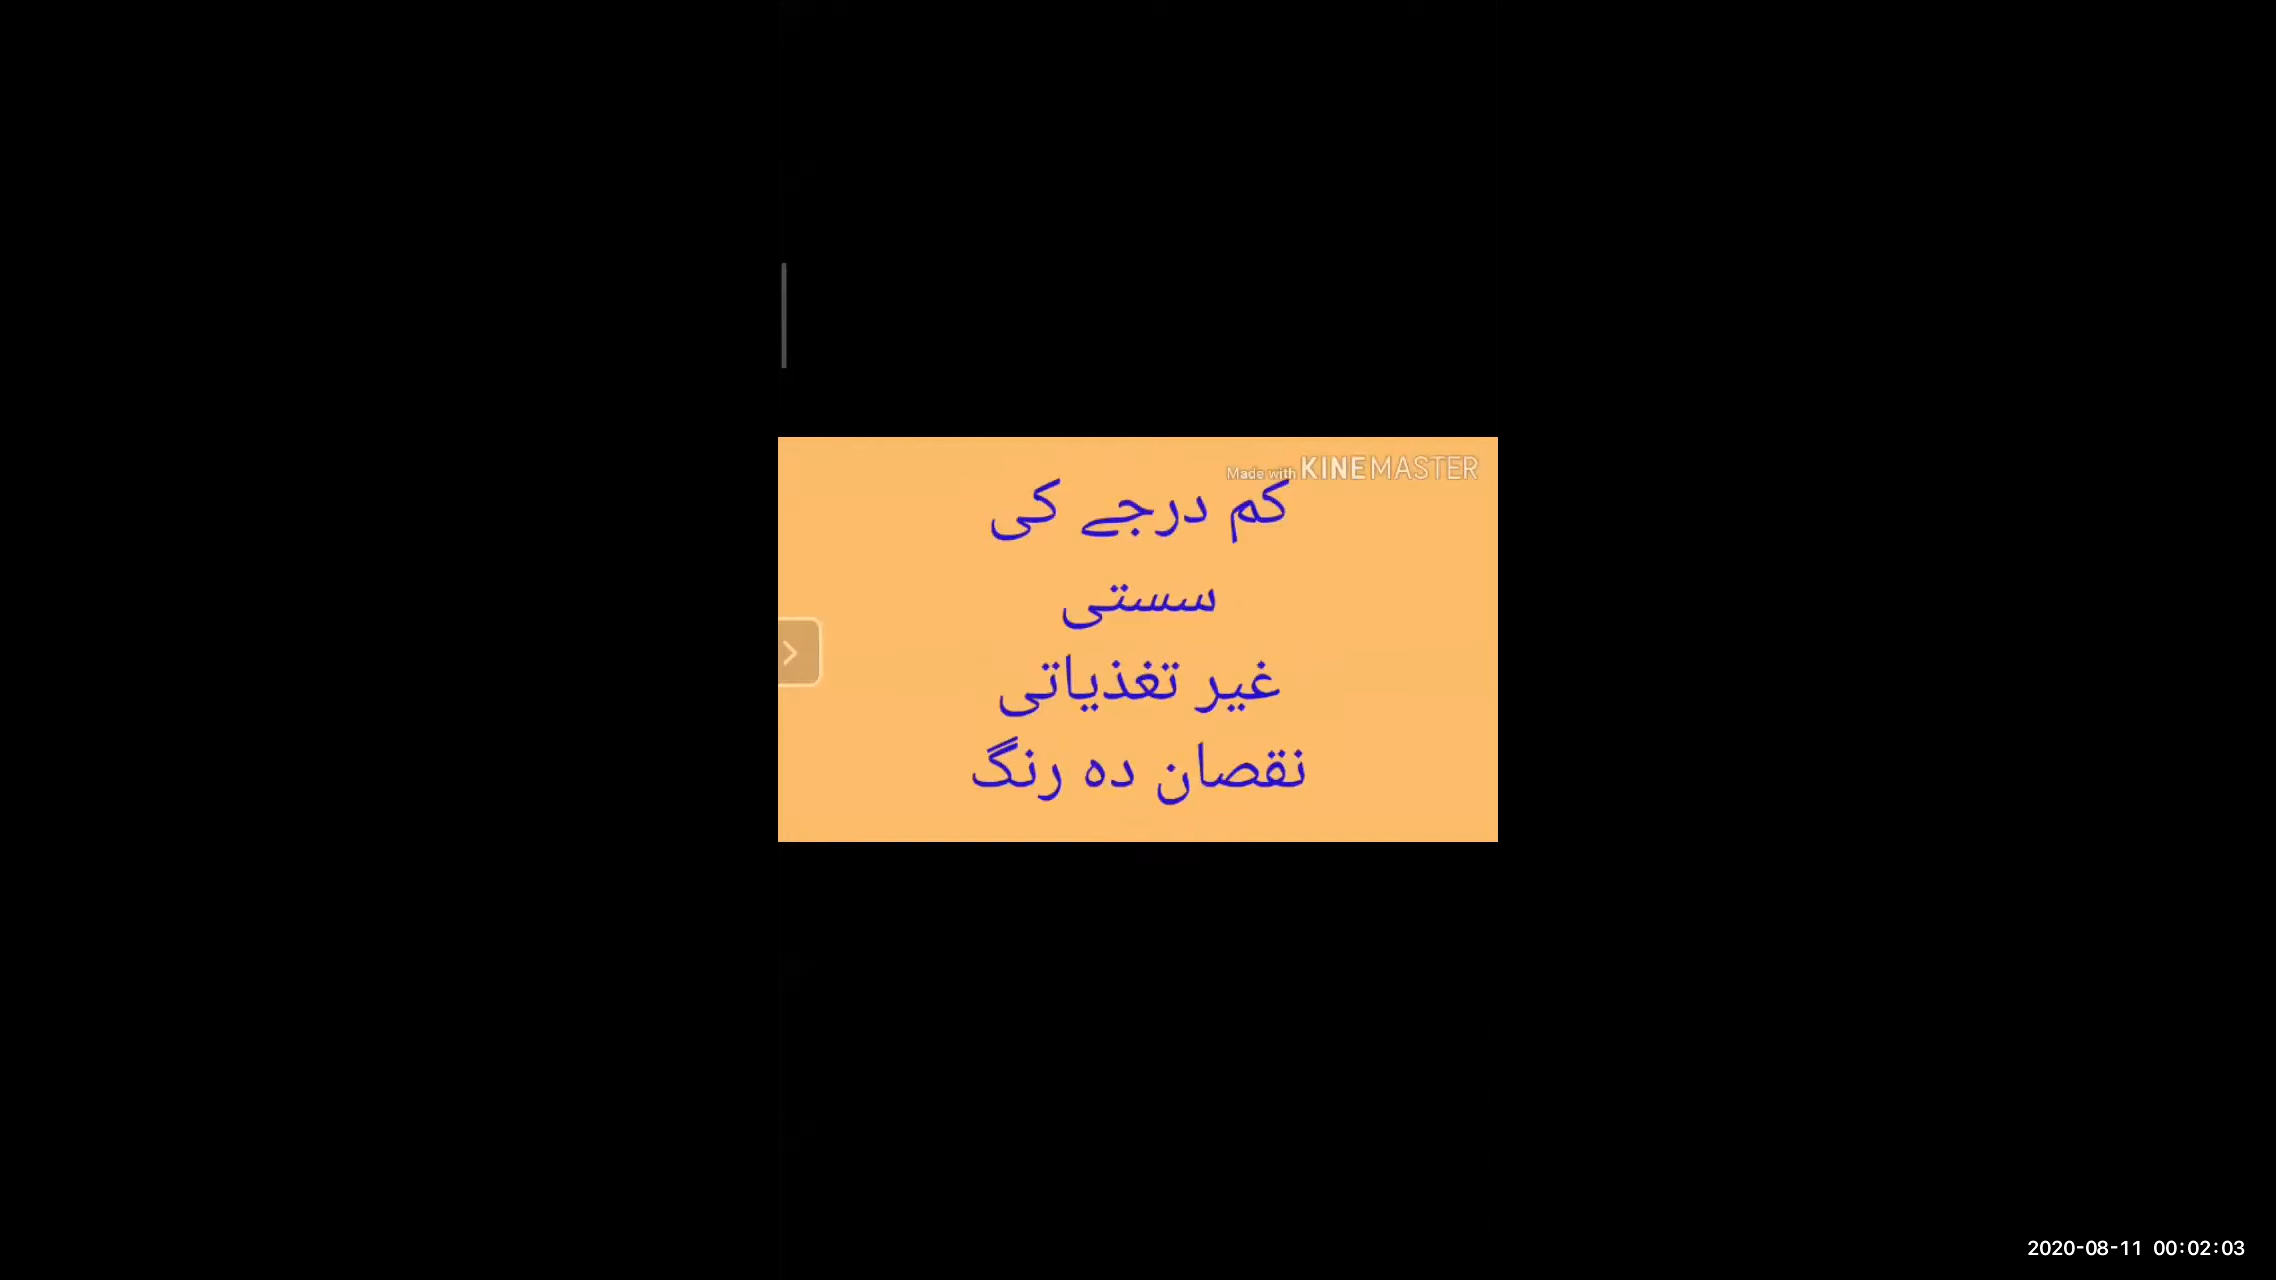 Made with KINEMASTER
کم درجے کی
سستی
غیر تغذیاتی
نقصان دہ رنگ
2020-08-11 00:02:03